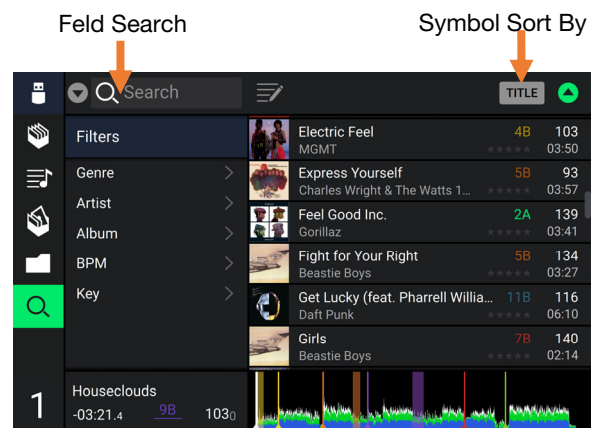 Feld Search
Symbol Sort By
Search
TITLE
Filters
Genre
Artist
Album
BPM
Key
Electric Feel 4B 103
MGMT 03:50
Express Yourself 5B 93
Charles Wright & The Watts 1... 03:57
Feel Good Inc. 2A 139
Gorillaz 03:41
Fight for Your Right 5B 134
Beastie Boys 03:27
Get Lucky (feat. Pharrell Willia... 11B 116
Daft Punk 06:10
Girls 7B 140
Beastie Boys 02:14
1
Houseclouds
-03:21.4 9B 1030